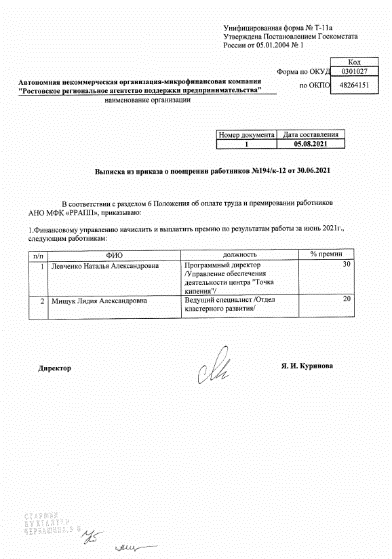 Унифицированная форма № Т-11а
Утверждена Постановлением Госкомстата
России от 05.01.2004 № 1
Код
Форма по ОКУД 0301027
Автономная некоммерческая организация-микрофинансовая компания
"Ростовское региональное агентство поддержки предпринимательства"
по ОКПО 48264151
наименование организации
Номер документа Дата составления
1 05.08.2021
Выписка из приказа о поощрении работников №194/к-12 от 30.06.2021
В соответствии с разделом 6 Положения об оплате труда и премировании работников
АНО МФК «РРАПП», приказываю:
1.Финансовому управлению начислить и выплатить премию по результатам работы за июнь 2021г.,
следующим работникам:
п/п ФИО должность % премии
1 Левченко Наталья Александровна Программный директор 30
/Управление обеспечения
деятельности центра "Точка
кипения"/
2 Мищук Лидия Александровна Ведущий специалист /Отдел 20
кластерного развития/
Директор Я. И. Куринова
СТАРШИЙ
БУХГАЛТЕР